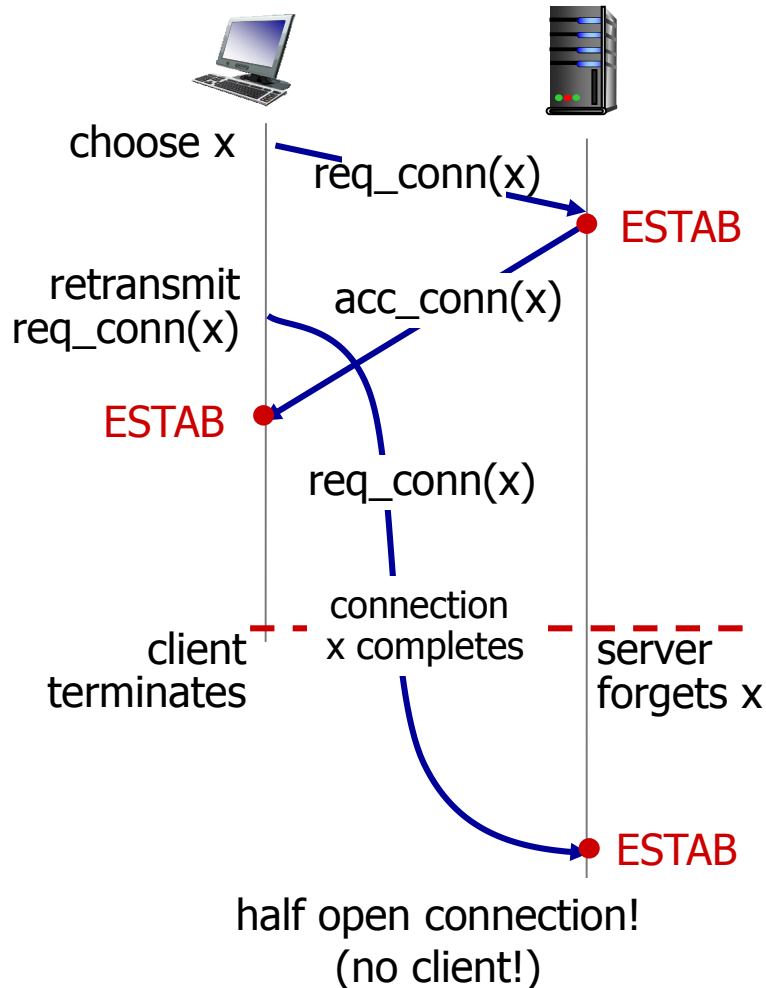 choose x
req_conn(x)
ESTAB
retransmit
req_conn(x)
acc_conn(x)
ESTAB
req_conn(x)
connection
x completes
client
terminates
server
forgets x
ESTAB
half open connection!
(no client!)